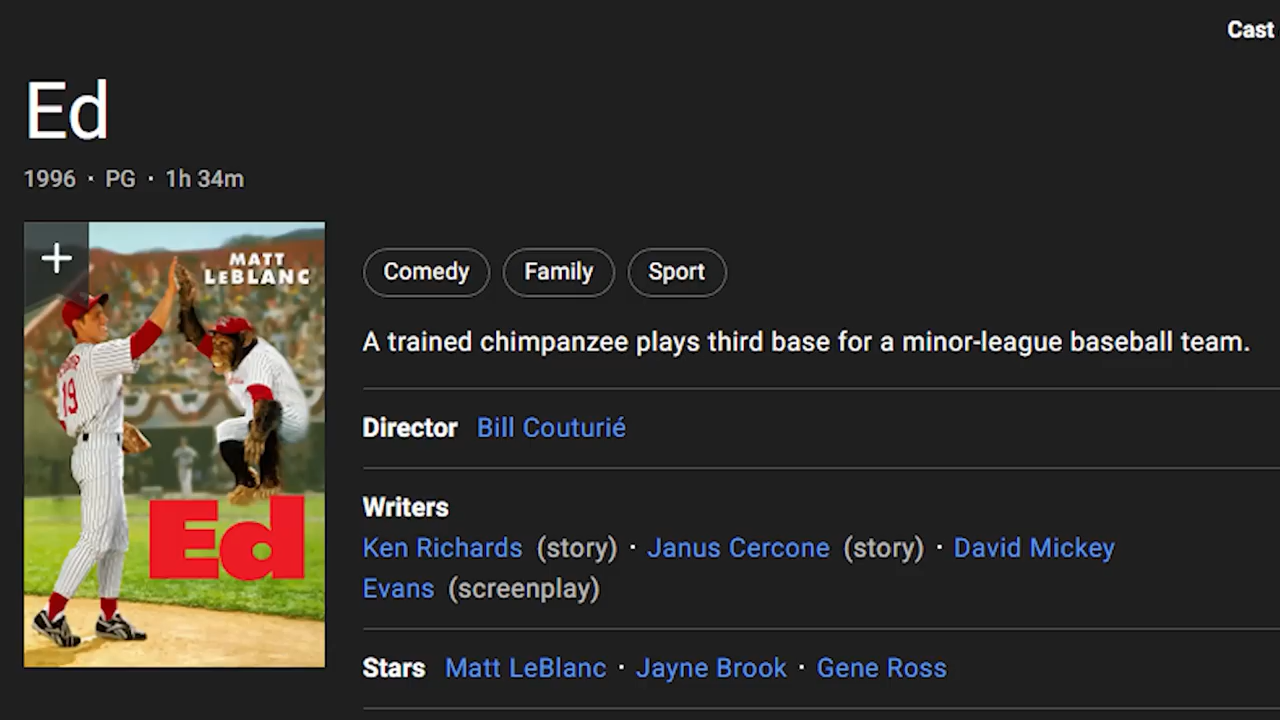 Cast
Ed
1996 · PG · 1h 34m
+
MATT
LEBLANC
19
Ed
Comedy Family Sport
A trained chimpanzee plays third base for a minor-league baseball team.
Director Bill Couturié
Writers
Ken Richards (story) · Janus Cercone (story) · David Mickey
Evans (screenplay)
Stars Matt LeBlanc · Jayne Brook · Gene Ross